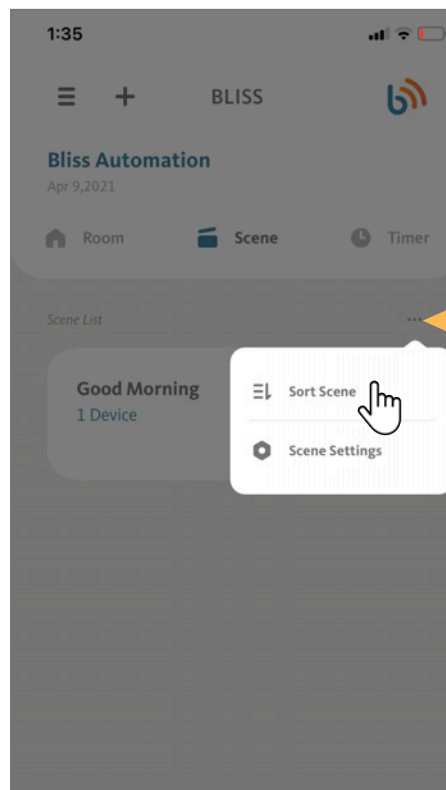 1:35
BLISS
Bliss Automation
Apr 9,2021
Room Scene Timer
Scene List
Good Morning
1 Device
Sort Scene
Scene Settings